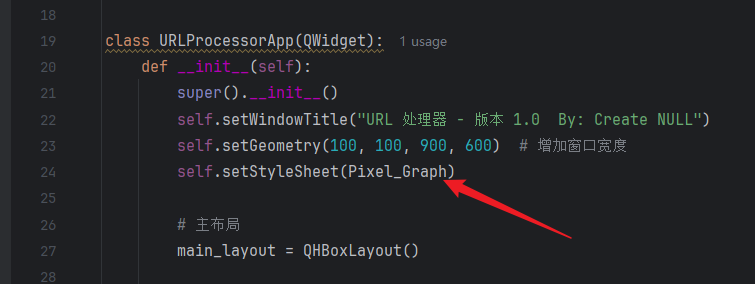 18
19 class URLProcessorApp(QWidget): 1 usage
20 def __init__(self):
21 super().__init__()
22 self.setWindowTitle("URL 处理器 - 版本 1.0  By: Create NULL")
23 self.setGeometry(100, 100, 900, 600)  # 增加窗口宽度
24 self.setStyleSheet(Pixel_Graph)
25
26 # 主布局
27 main_layout = QHBoxLayout()
28